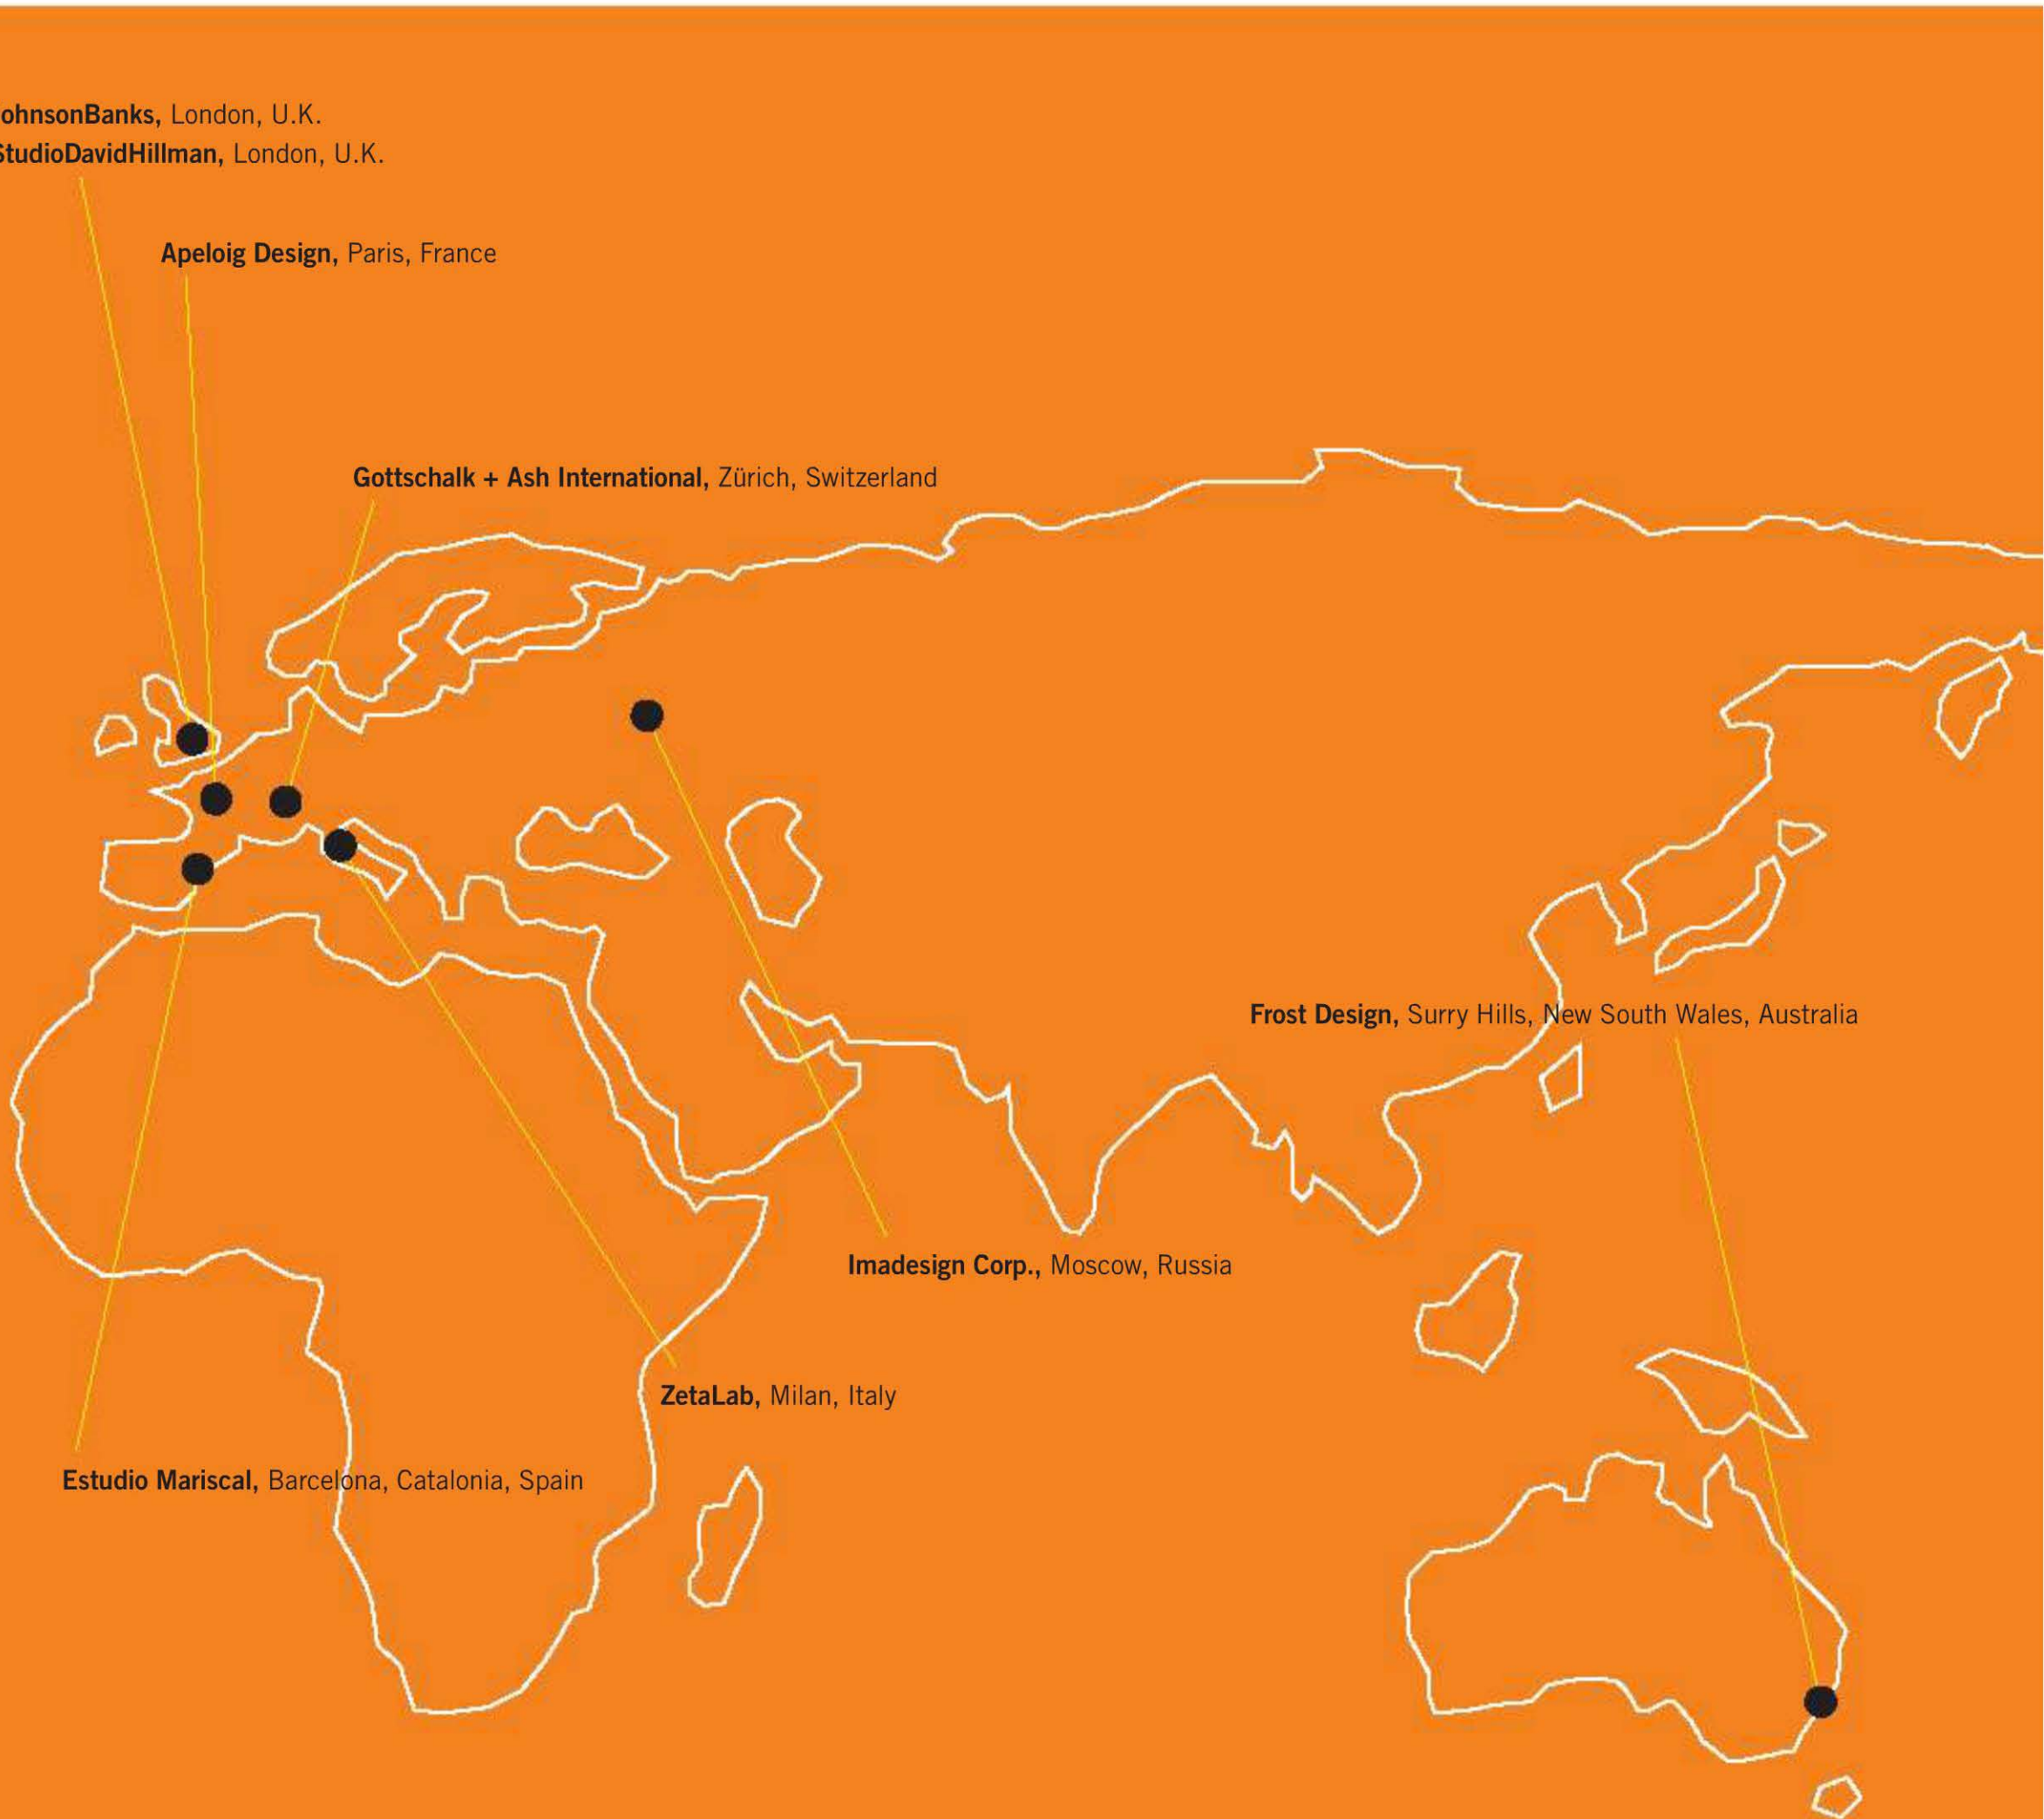 ohnsonBanks, London, U.K.
StudioDavidHillman, London, U.K.
Apeloig Design, Paris, France
Gottschalk + Ash International, Zürich, Switzerland
Frost Design, Surry Hills, New South Wales, Australia
Imadesign Corp., Moscow, Russia
ZetaLab, Milan, Italy
Estudio Mariscal, Barcelona, Catalonia, Spain